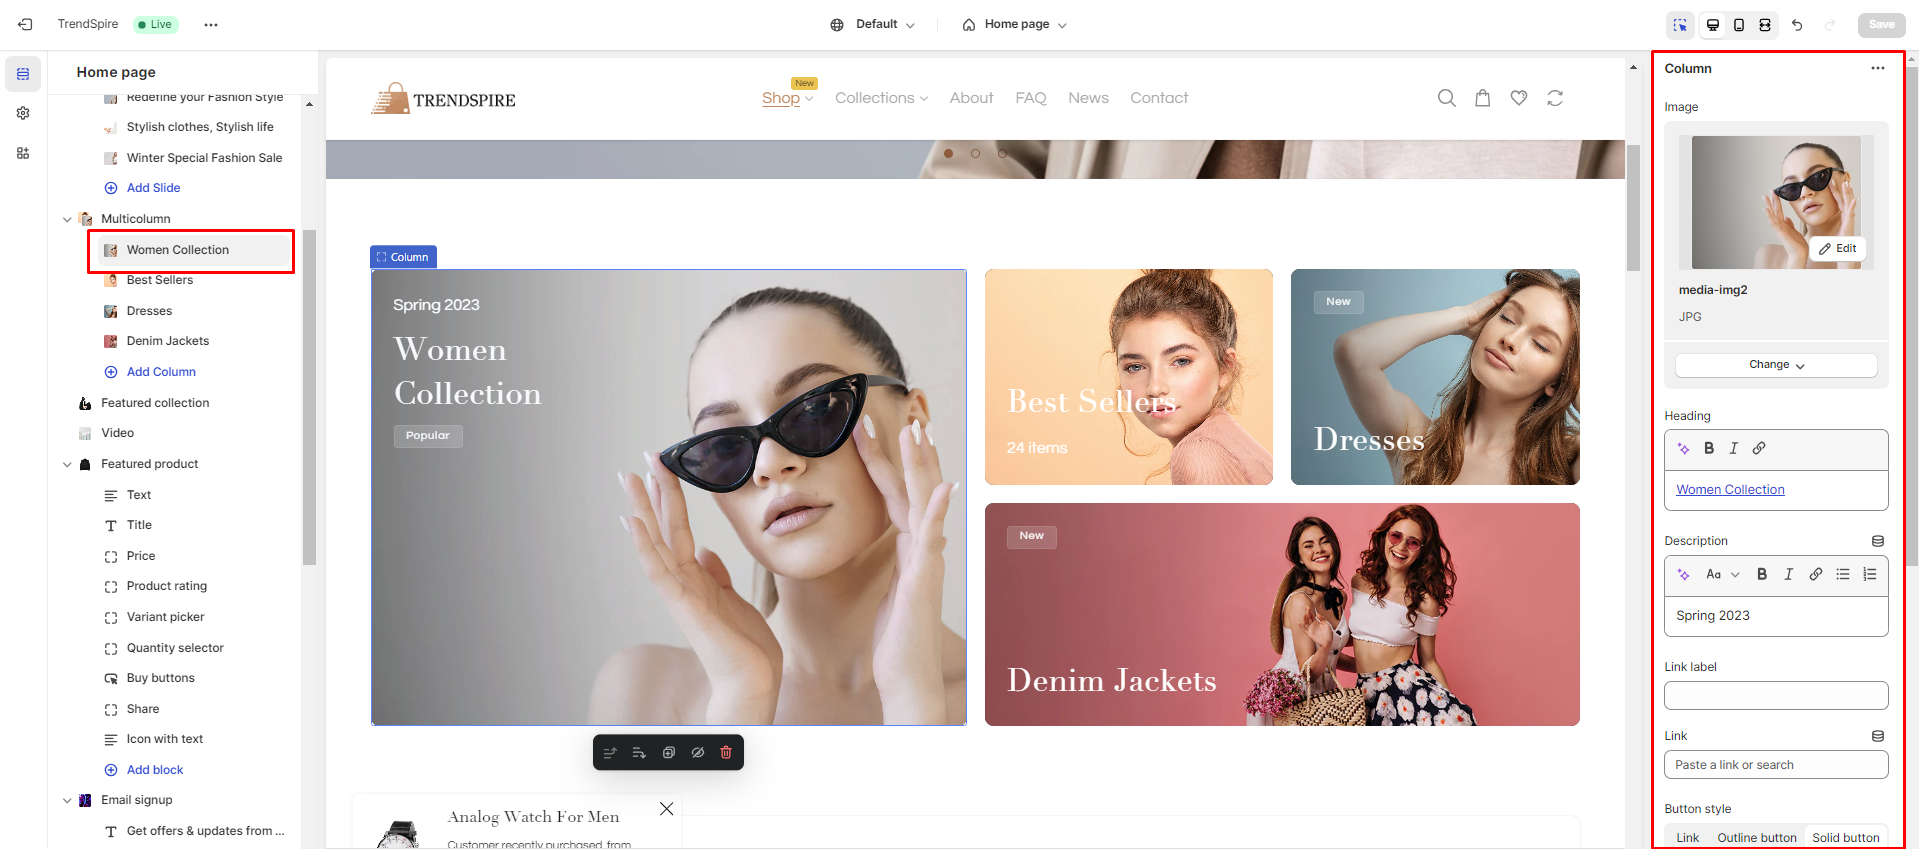 TrendSpire
Live
Default
Home page
Save
Home page
Redefine your Fashion Style
Stylish clothes, Stylish life
Winter Special Fashion Sale
Add Slide
Multicolumn
Women Collection
Best Sellers
Dresses
Denim Jackets
Add Column
Featured collection
Video
Featured product
Text
Title
Price
Product rating
Variant picker
Quantity selector
Buy buttons
Share
Icon with text
Add block
Email signup
Get offers & updates from ...
TRENDSPIRE
New
Shop
Collections
About
FAQ
News
Contact
Column
Spring 2023
Women
Collection
Popular
Best Sellers
24 items
New
Dresses
New
Denim Jackets
Analog Watch For Men
Customer recently purchased, from
Column
Image
Edit
media-img2
JPG
Change
Heading
B I
Women Collection
Description
Aa B I
Spring 2023
Link label
Link
Paste a link or search
Button style
Link
Outline button
Solid button